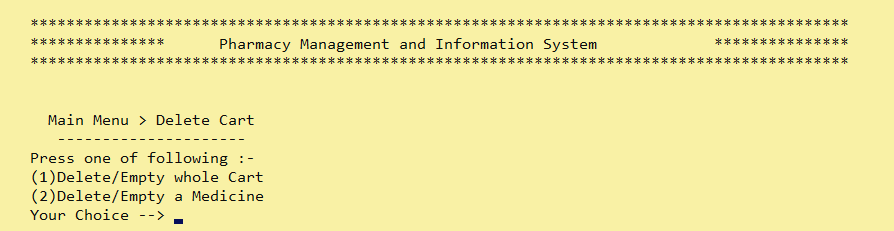 *******************************************************************************************
***************      Pharmacy Management and Information System             ***************
*******************************************************************************************
Main Menu > Delete Cart
---------------------
Press one of following :-
(1)Delete/Empty whole Cart
(2)Delete/Empty a Medicine
Your Choice -->